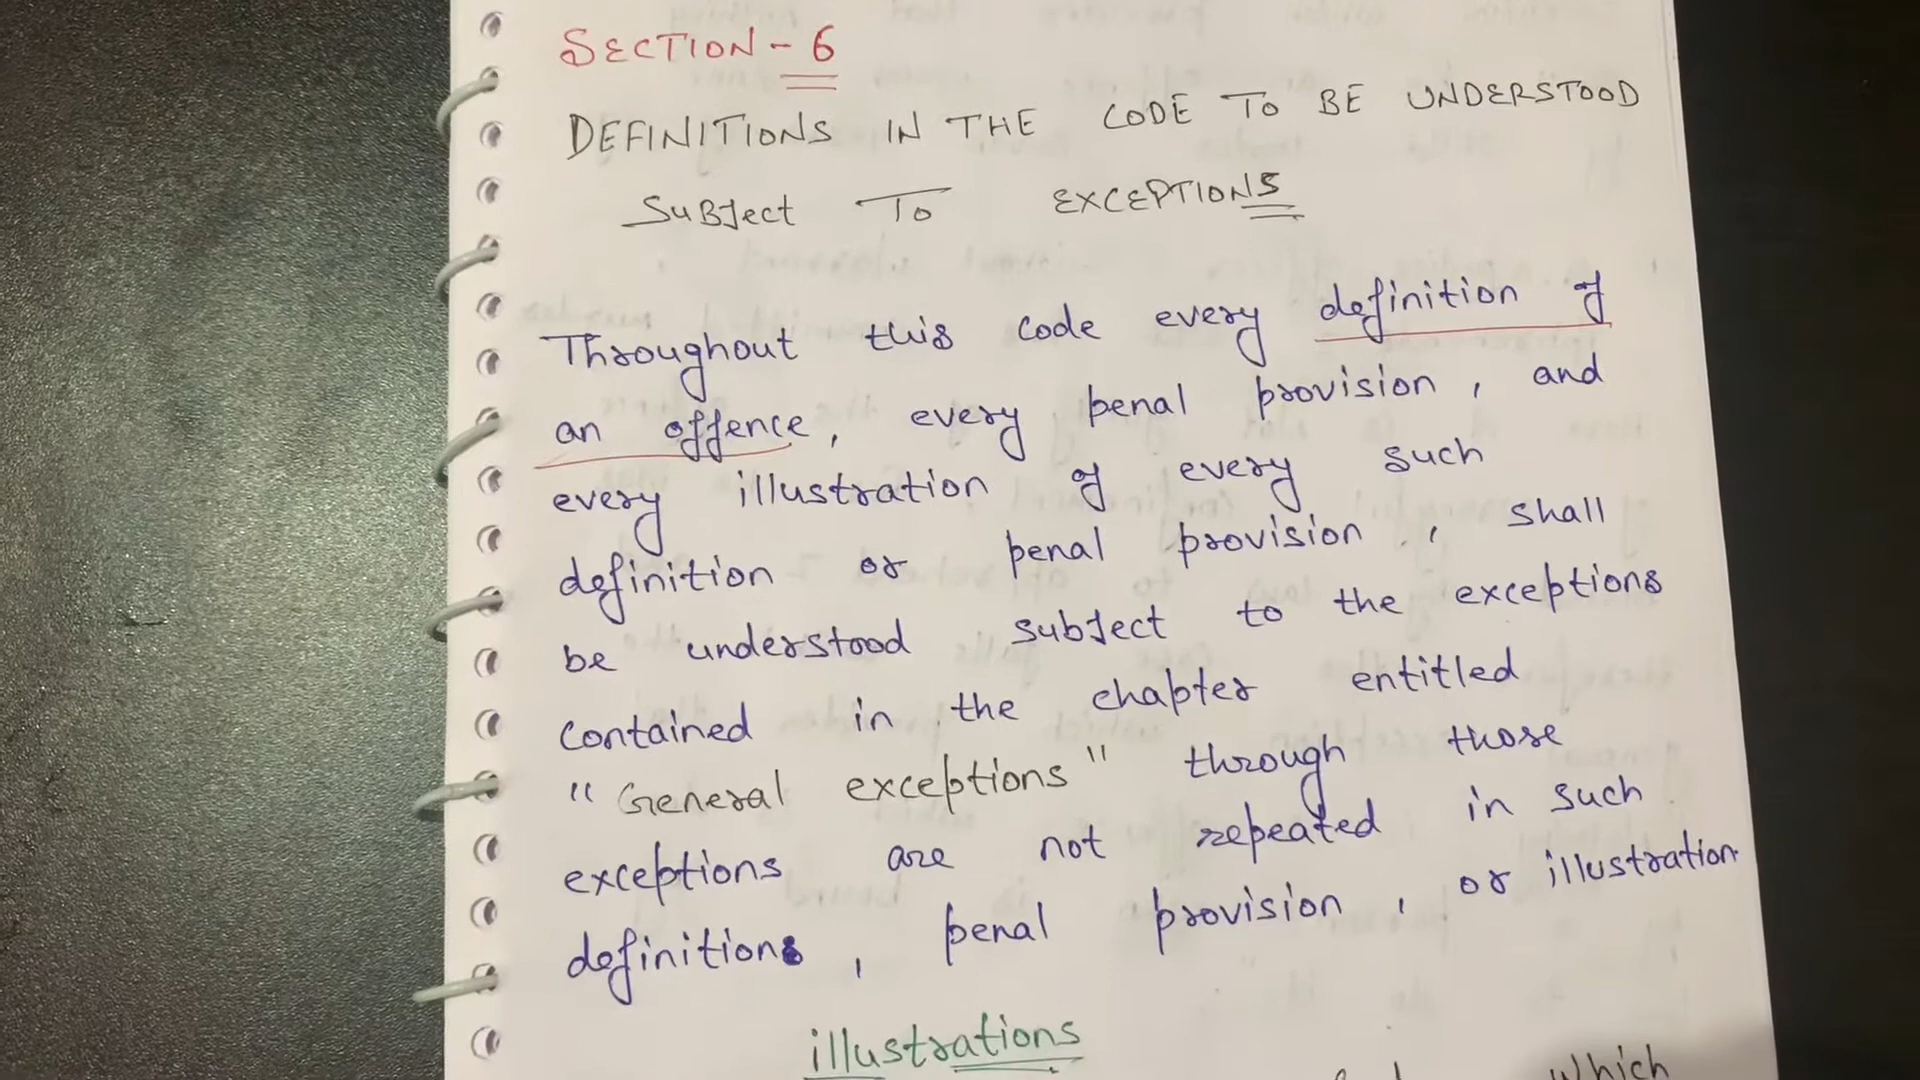 SECTION - 6
DEFINITIONS IN THE CODE TO BE UNDERSTOOD
SUBJect To EXCEPTIONS
Throughout this code every definition of
an offence, every penal provision, and
every illustration of every such
definition or penal provision, shall
be understood subJect to the exceptions
contained in the chapter entitled
"General exceptions" through those
exceptions are not repeated in such
definitions, penal provision, or illustration
illustrations
which